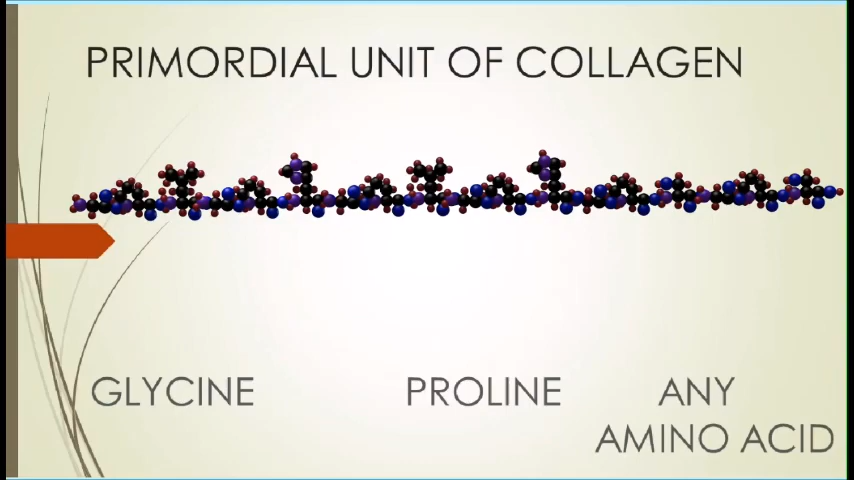 PRIMORDIAL UNIT OF COLLAGEN
GLYCINE PROLINE ANY
AMINO ACID